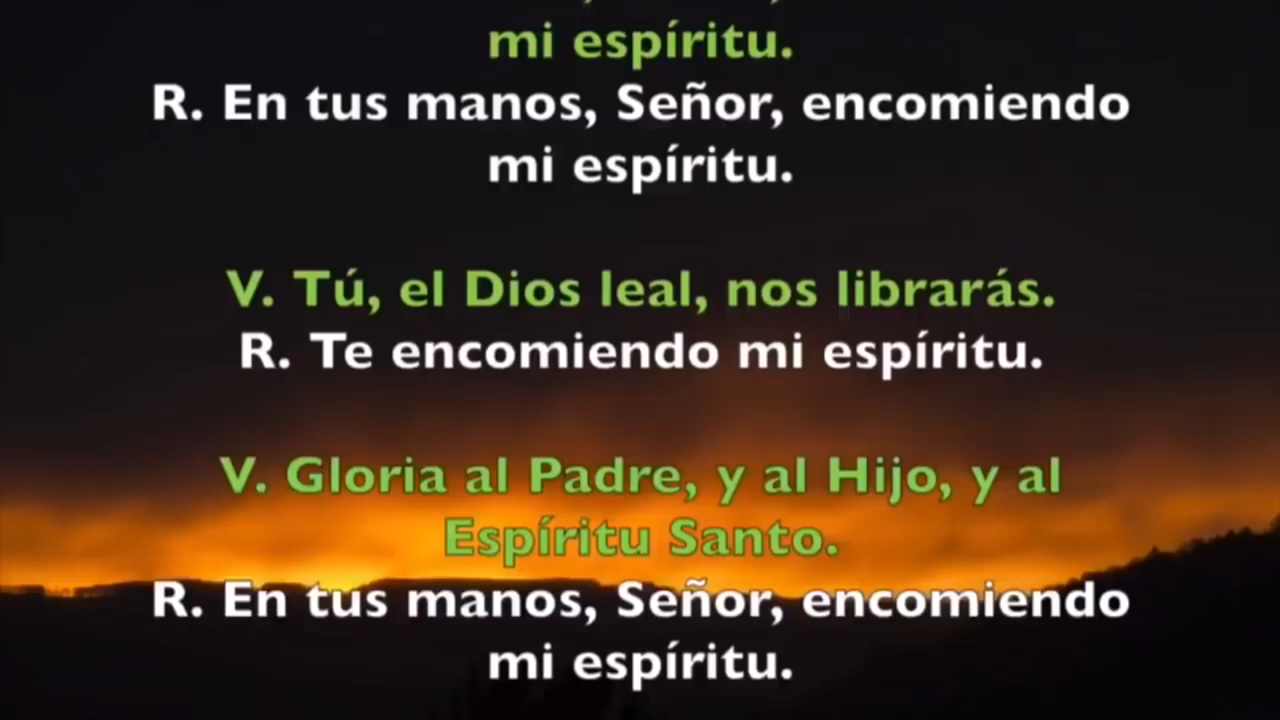 mi espíritu.
R. En tus manos, Señor, encomiendo
mi espíritu.
V. Tú, el Dios leal, nos librarás.
R. Te encomiendo mi espíritu.
V. Gloria al Padre, y al Hijo, y al
Espíritu Santo.
R. En tus manos, Señor, encomiendo
mi espíritu.